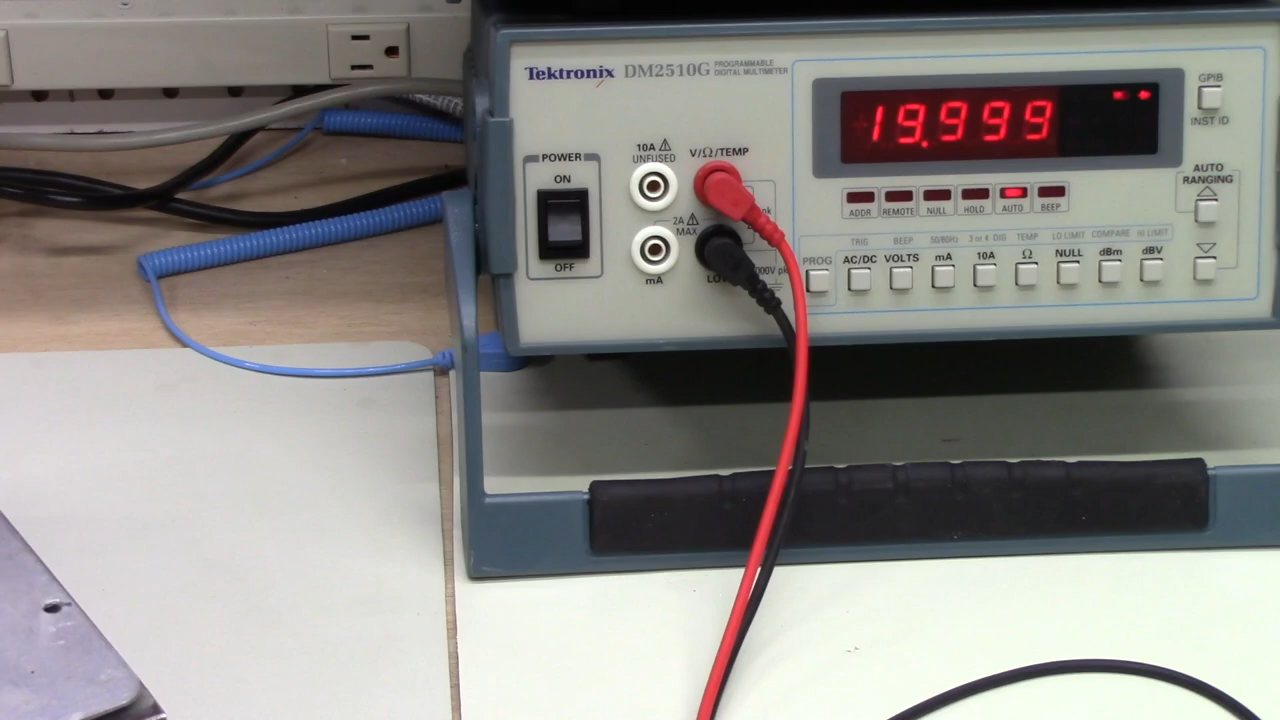 Tektronix DM2510G PROGRAMMABLE
DIGITAL MULTIMETER
GPIB
INST ID
19.999
10A
UNFUSED
V/Ω/TEMP
POWER
ON
OFF
2A
MAX
mA
AUTO
RANGING
ADDR REMOTE NULL HOLD AUTO BEEP
TRIG BEEP 50/60Hz 3 or 4 DIG TEMP LO LIMIT COMPARE HI LIMIT
PROG AC/DC VOLTS mA 10A Ω NULL dBm dBV